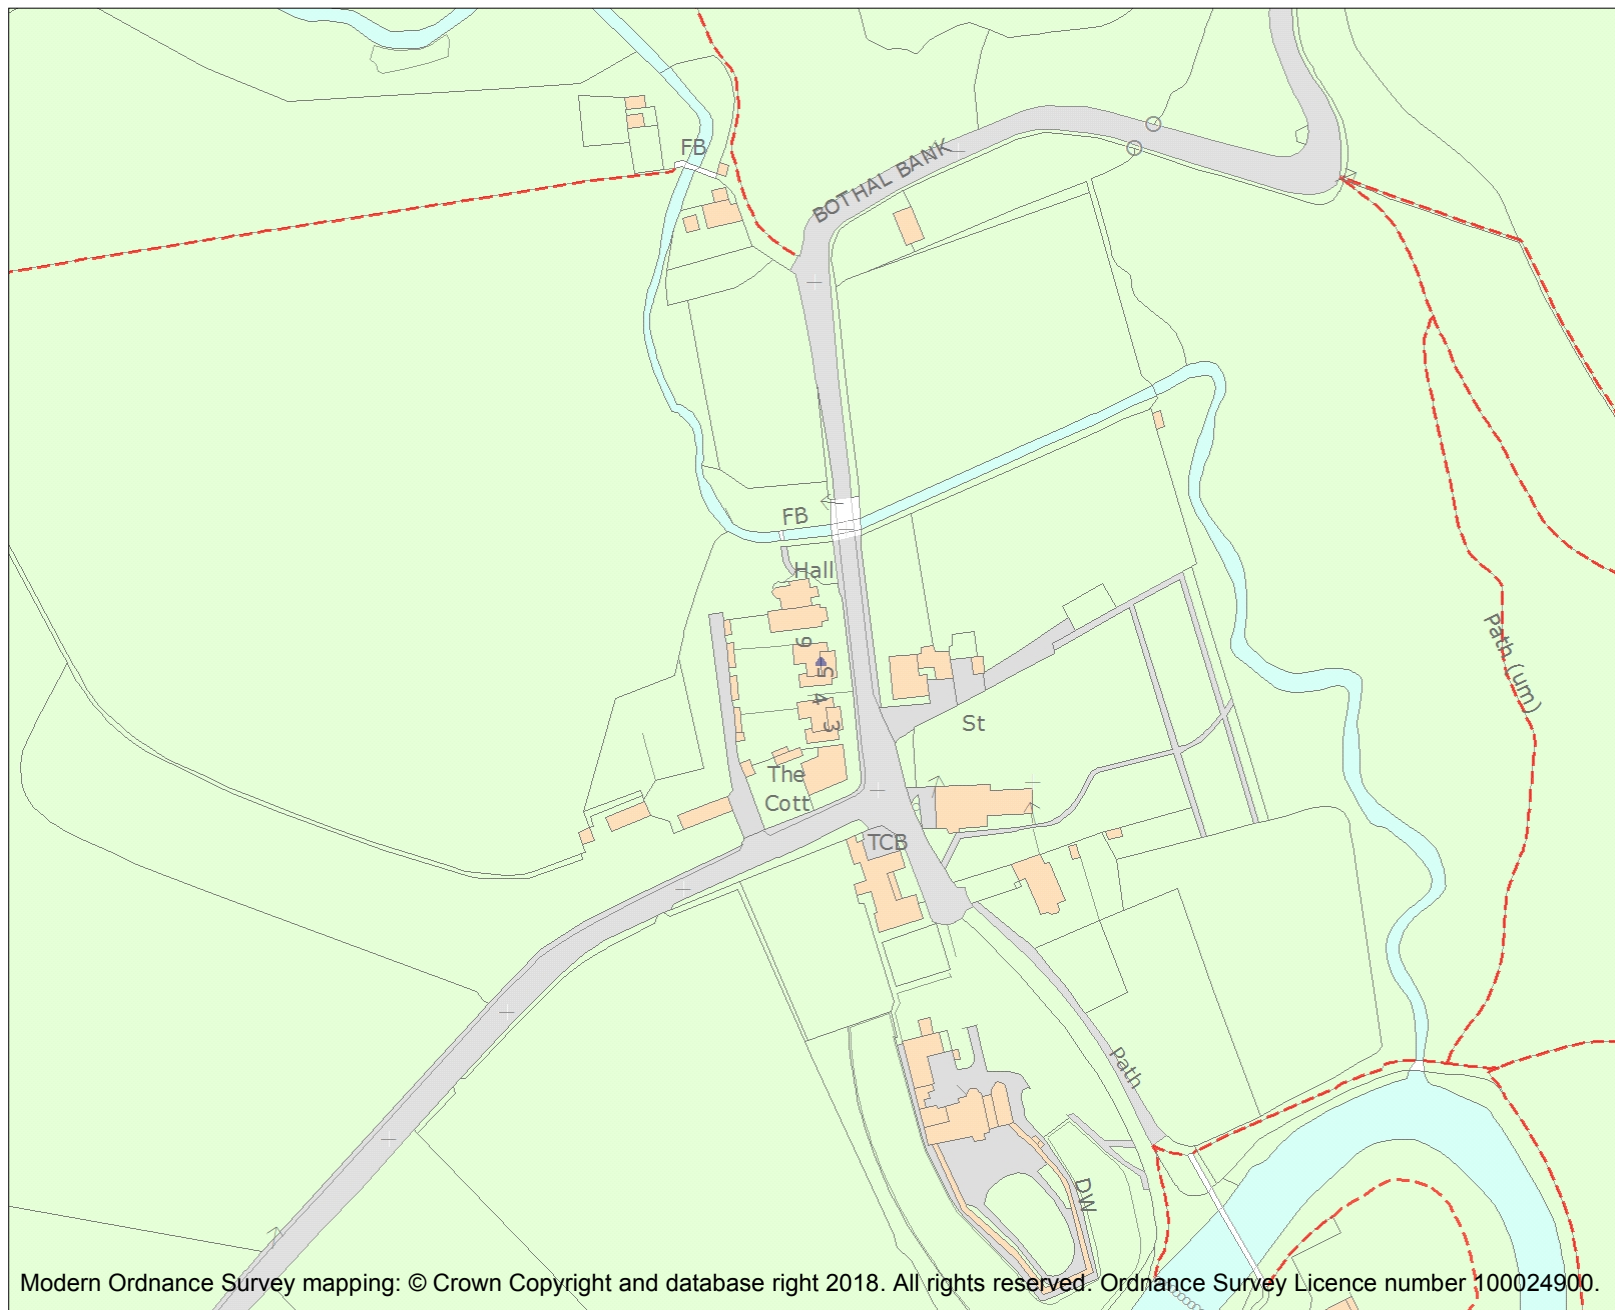 FB
BOTHAL BANK
FB
Hall
6
5
4
3
Path (um)
St
The
Cott
TCB
Path
DW
Modern Ordnance Survey mapping: © Crown Copyright and database right 2018. All rights reserved. Ordnance Survey Licence number 100024900.